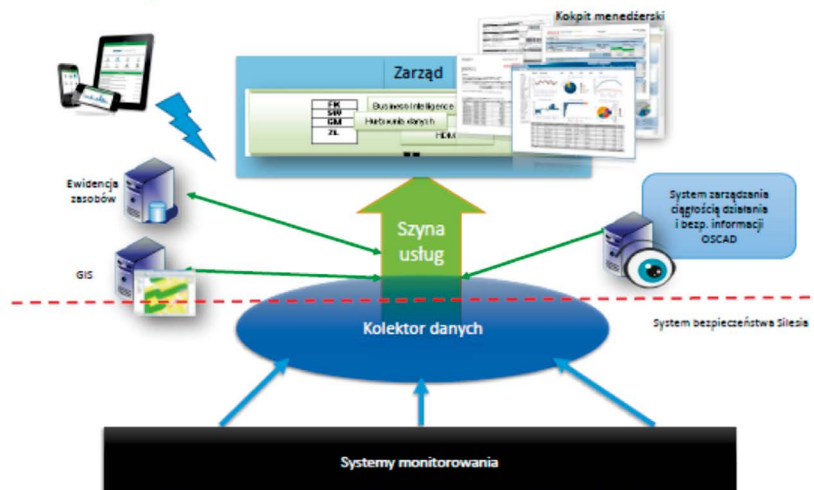 Kokpit menedżerski
Zarząd
FK
SW
GM
ZL
Business Intelligence
Hurtownia danych
Ewidencja
zasobów
GIS
Szyna
usług
System zarządzania
ciągłością działania
i bezp. informacji
OSCAD
Kolektor danych
System bezpieczeństwa Silesia
Systemy monitorowania